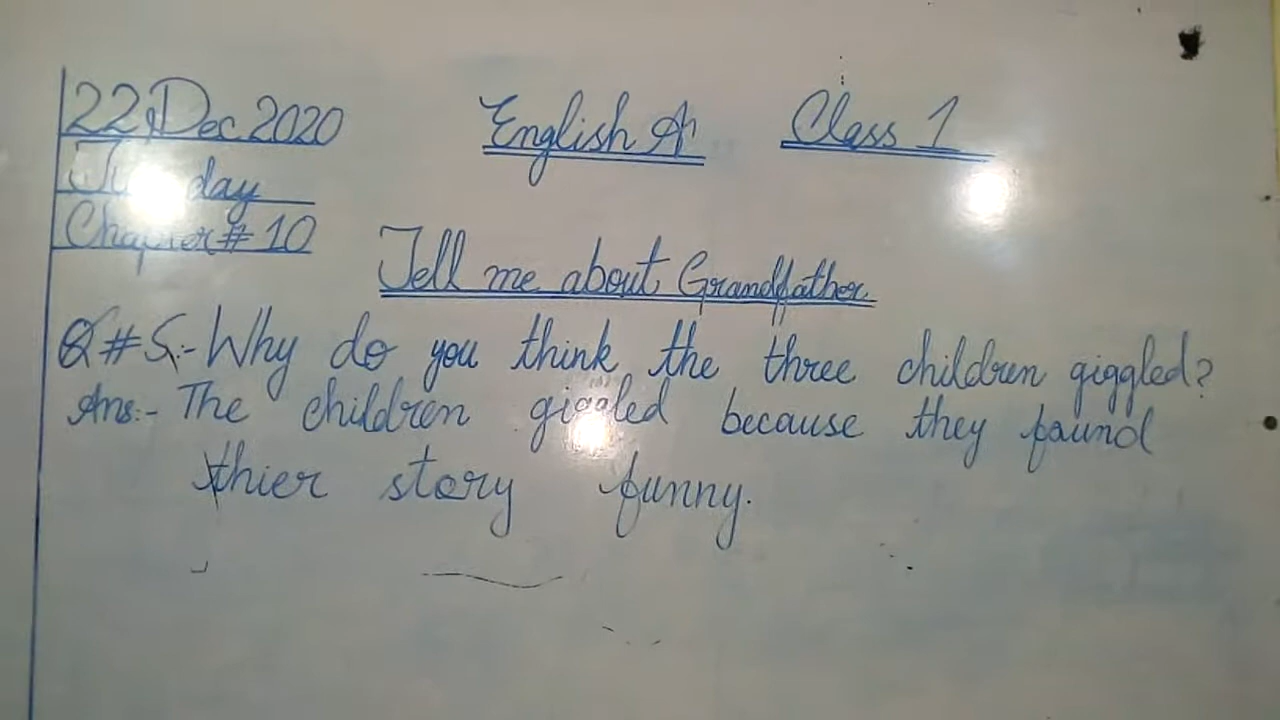 22, Dec 2020 English A Class 1
Tuesday
Chapter # 10
Tell me about Grandfather.
Q # 5:- Why do you think the three children giggled?
Ans:- The children giggled because they found
thier story funny.